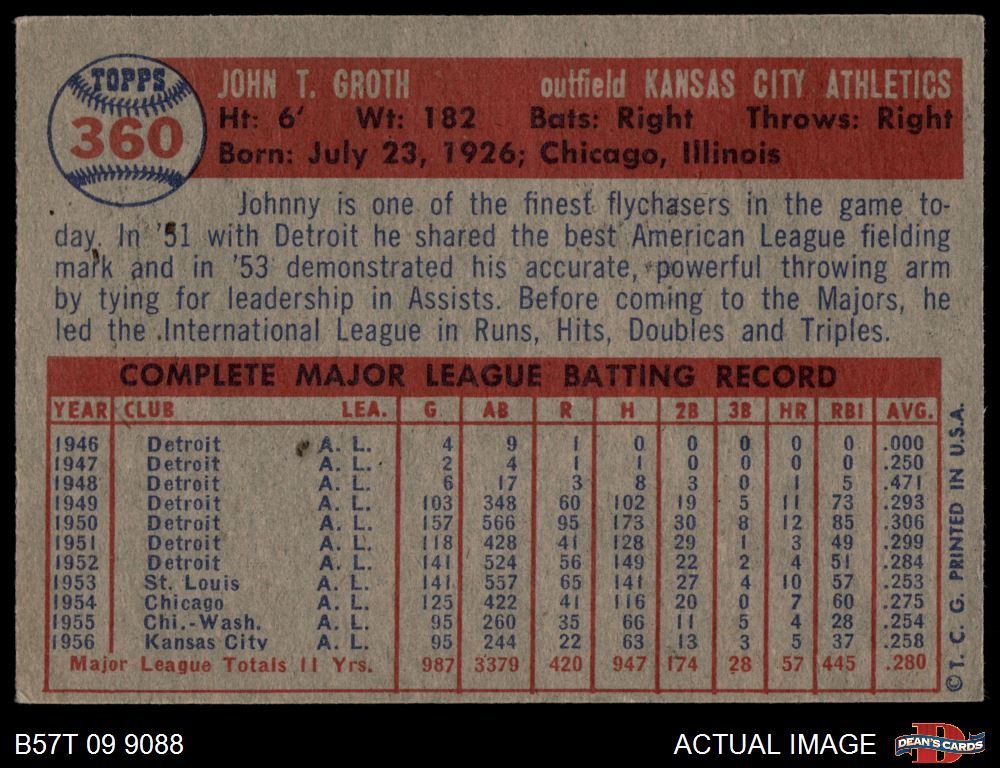 TOPPS
360
JOHN T. GROTH outfield KANSAS CITY ATHLETICS
Ht: 6' Wt: 182 Bats: Right Throws: Right
Born: July 23, 1926; Chicago, Illinois
Johnny is one of the finest flychasers in the game to-
day. In '51 with Detroit he shared the best American League fielding
mark and in '53 demonstrated his accurate, powerful throwing arm
by tying for leadership in Assists. Before coming to the Majors, he
led the International League in Runs, Hits, Doubles and Triples.
COMPLETE MAJOR LEAGUE BATTING RECORD
YEAR CLUB LEA. G AB R H 2B 3B HR RBI AVG.
1946 Detroit A. L. 4 9 1 0 0 0 0 0 .000
1947 Detroit A. L. 2 4 1 1 0 0 0 0 .250
1948 Detroit A. L. 6 17 3 8 3 0 1 5 .471
1949 Detroit A. L. 103 348 60 102 19 5 11 73 .293
1950 Detroit A. L. 157 566 95 173 30 8 12 85 .306
1951 Detroit A. L. 118 428 41 128 29 1 3 49 .299
1952 Detroit A. L. 141 524 56 149 22 2 4 51 .284
1953 St. Louis A. L. 141 557 65 141 27 4 10 57 .253
1954 Chicago A. L. 125 422 41 116 20 0 7 60 .275
1955 Chi.-Wash. A. L. 95 260 35 66 11 5 4 28 .254
1956 Kansas City A. L. 95 244 22 63 13 3 5 37 .258
Major League Totals 11 Yrs. 987 3379 420 947 174 28 57 445 .280
© T. C. G. PRINTED IN U.S.A.
B57T 09 9088
ACTUAL IMAGE
D
DEAN'S CARDS